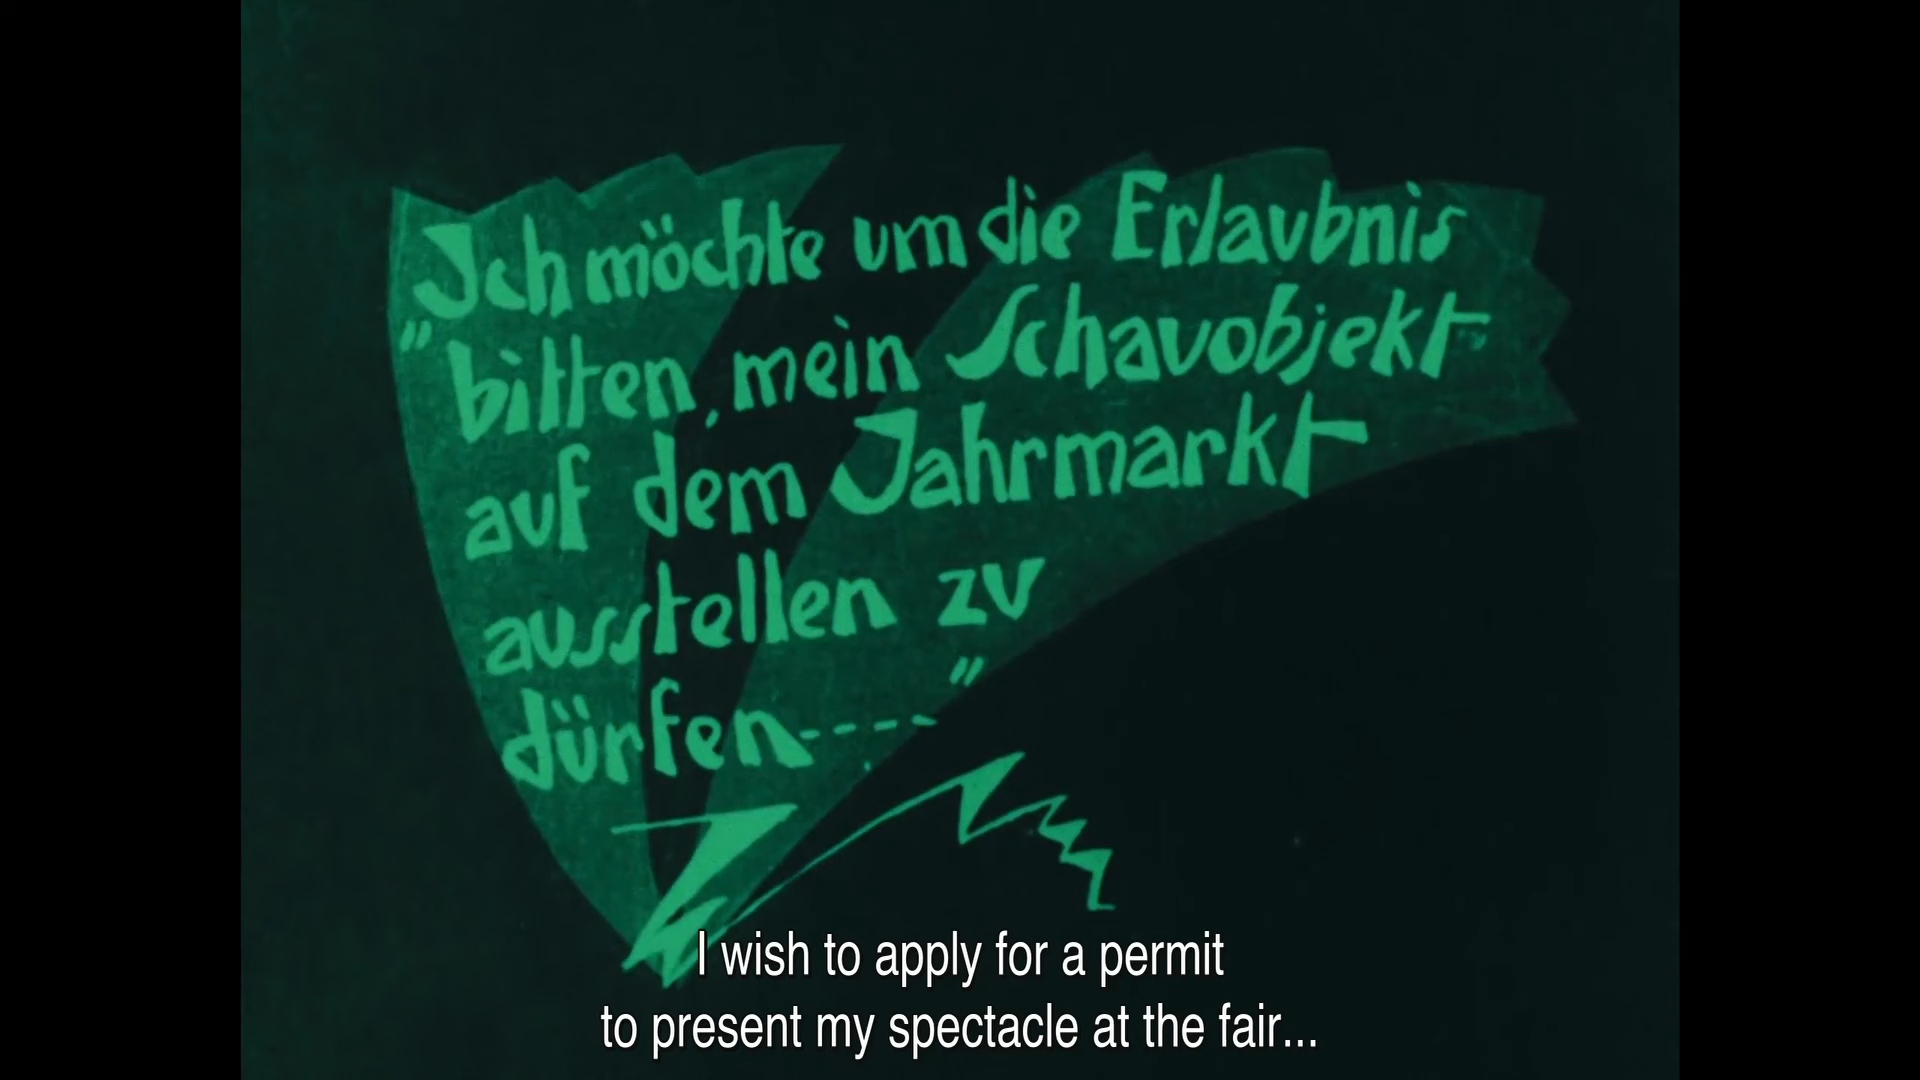 „Ich möchte um die Erlaubnis
bitten, mein Schauobjekt
auf dem Jahrmarkt
ausstellen zu
dürfen----"
I wish to apply for a permit
to present my spectacle at the fair...